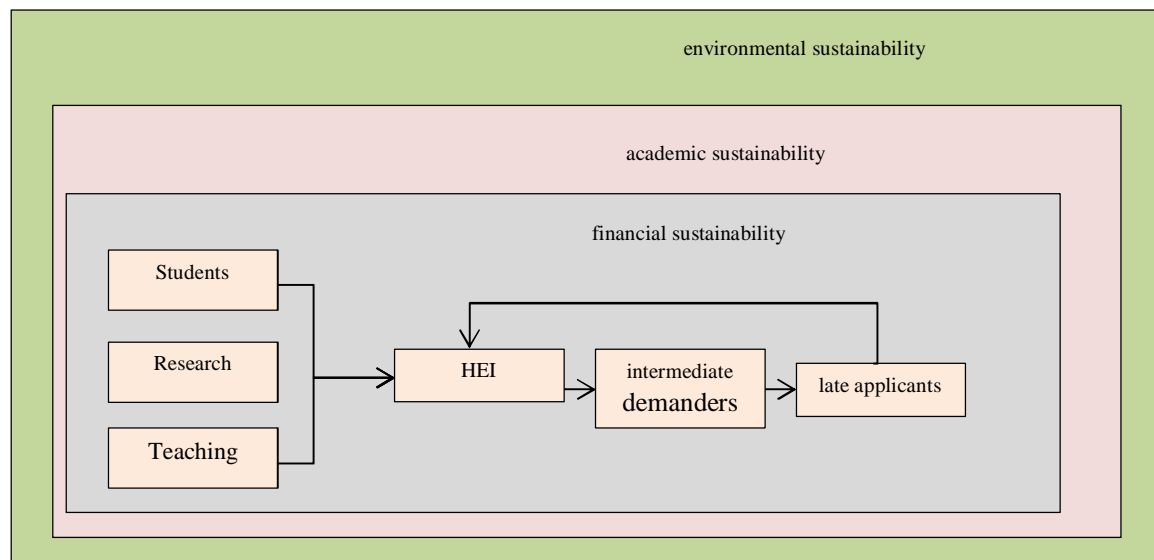 environmental sustainability
academic sustainability
financial sustainability
Students
Research
Teaching
HEI
intermediate
demanders
late applicants